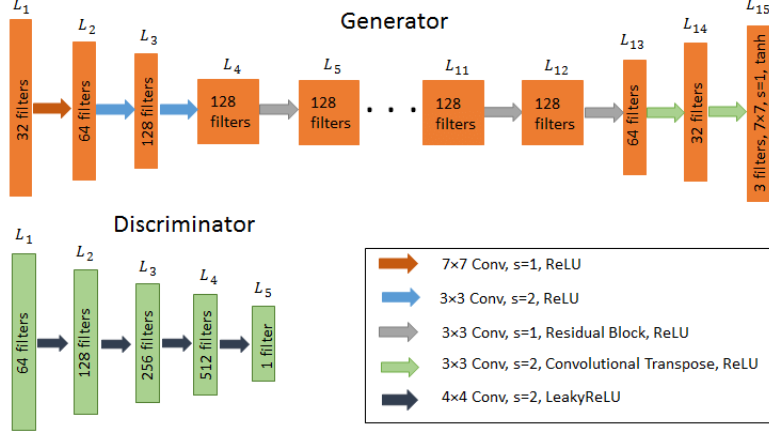 Generator
L₁
L₂
L₃
L₄
L₅
L₁₁
L₁₂
L₁₃
L₁₄
L₁₅
32 filters
64 filters
128 filters
128
filters
128
filters
. . .
128
filters
128
filters
64 filters
32 filters
3 filters, 7×7, s=1, tanh
Discriminator
L₁
L₂
L₃
L₄
L₅
64 filters
128 filters
256 filters
512 filters
1 filter
7×7 Conv, s=1, ReLU
3×3 Conv, s=2, ReLU
3×3 Conv, s=1, Residual Block, ReLU
3×3 Conv, s=2, Convolutional Transpose, ReLU
4×4 Conv, s=2, LeakyReLU